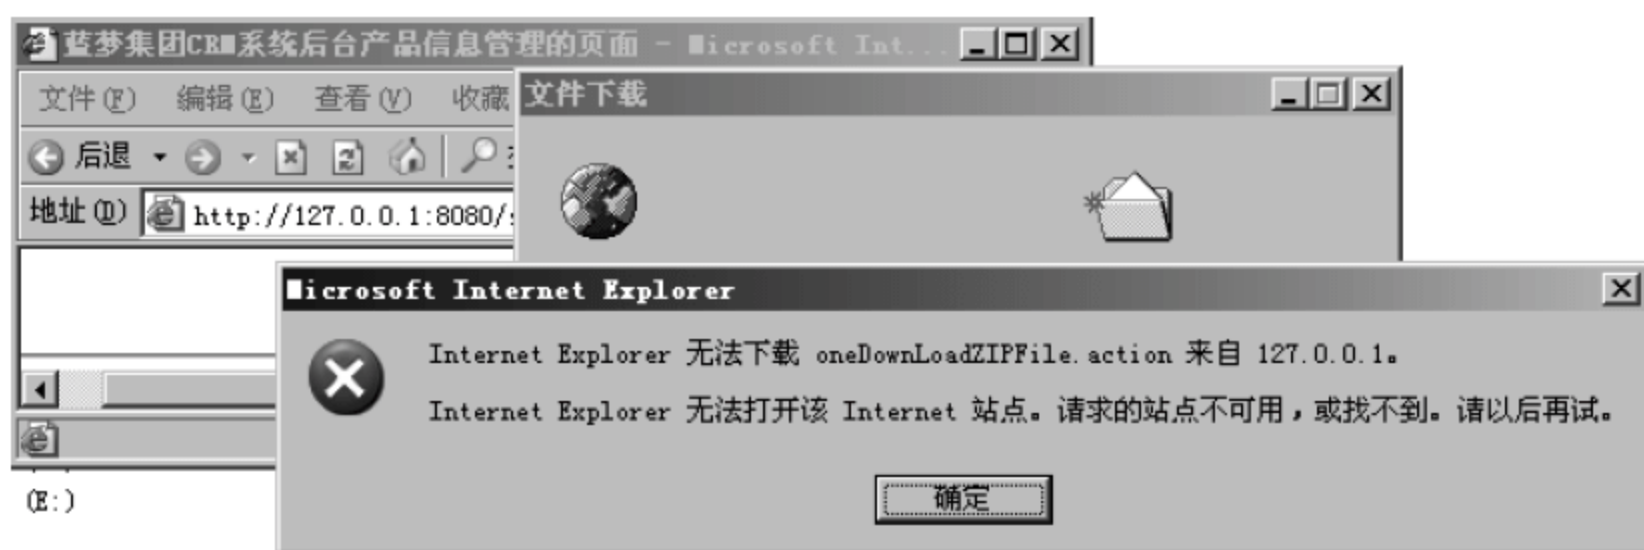 蓝梦集团CRM系统后台产品信息管理的页面 - Microsoft Int...
文件(F) 编辑(E) 查看(V) 收藏
文件下载
后退
地址(D) http://127.0.0.1:8080/
Microsoft Internet Explorer
Internet Explorer 无法下载 oneDownLoadZIPFile.action 来自 127.0.0.1。
Internet Explorer 无法打开该 Internet 站点。请求的站点不可用，或找不到。请以后再试。
确定
(E:)